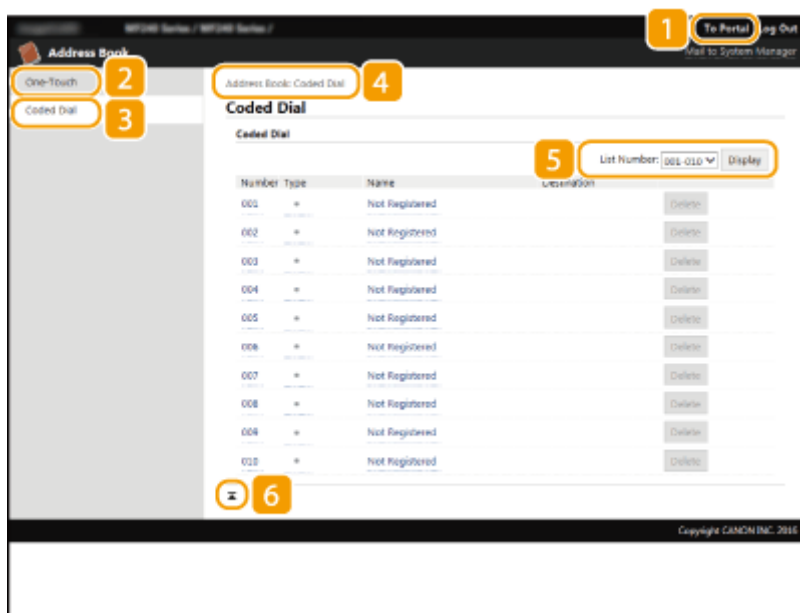 MF240 Series / MF240 Series /
1
To Portal Log Out
Address Book
Mail to System Manager
One-Touch 2
Coded Dial 3
Address Book: Coded Dial 4
Coded Dial
Coded Dial
5 List Number: 001-010 Display
Number Type Name Destination
001 Not Registered Delete
002 Not Registered Delete
003 Not Registered Delete
004 Not Registered Delete
005 Not Registered Delete
006 Not Registered Delete
007 Not Registered Delete
008 Not Registered Delete
009 Not Registered Delete
010 Not Registered Delete
6
Copyright CANON INC. 2016